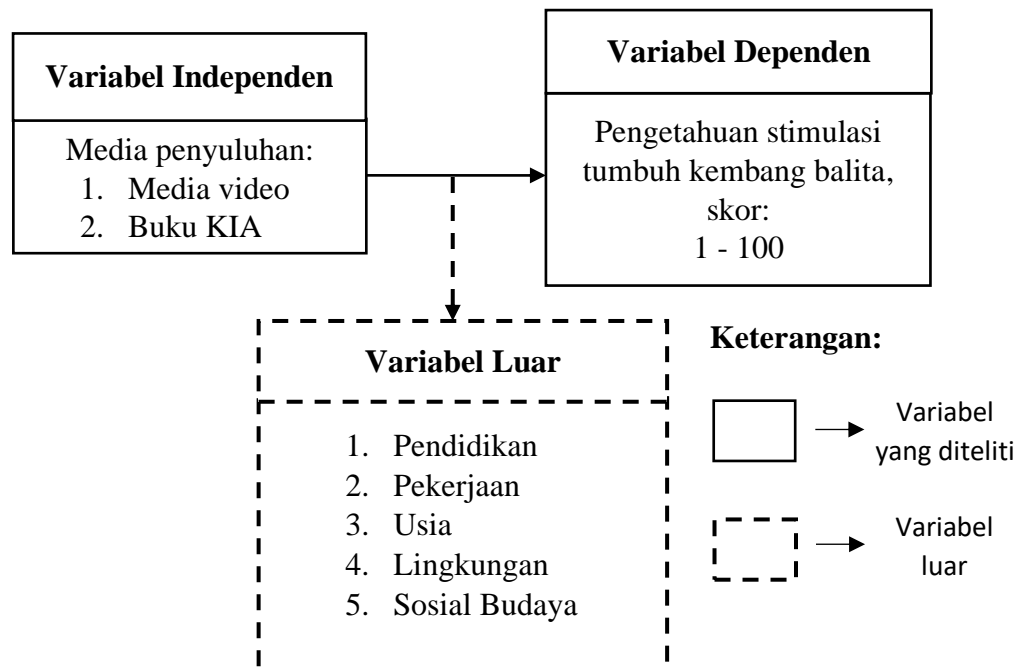 Variabel Independen
Media penyuluhan:
1. Media video
2. Buku KIA
Variabel Dependen
Pengetahuan stimulasi
tumbuh kembang balita,
skor:
1 - 100
Variabel Luar
1. Pendidikan
2. Pekerjaan
3. Usia
4. Lingkungan
5. Sosial Budaya
Keterangan:
Variabel
yang diteliti
Variabel
luar